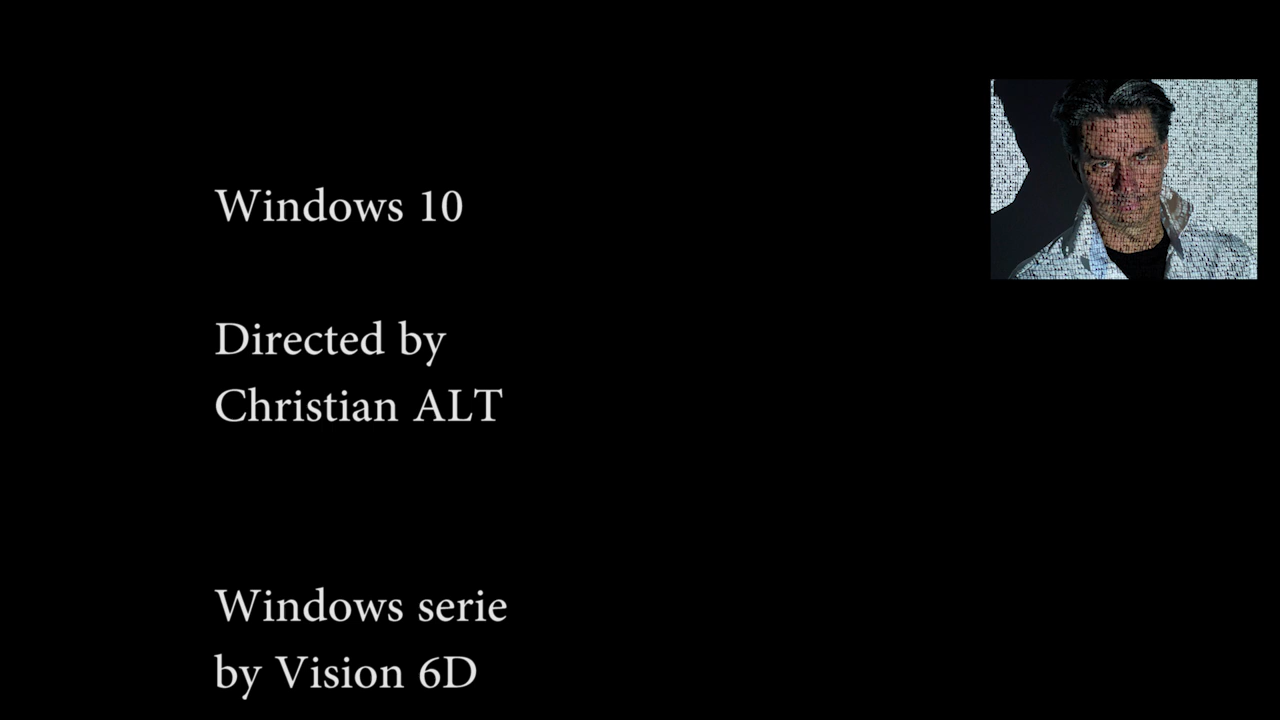 Windows 10
Directed by
Christian ALT
Windows serie
by Vision 6D